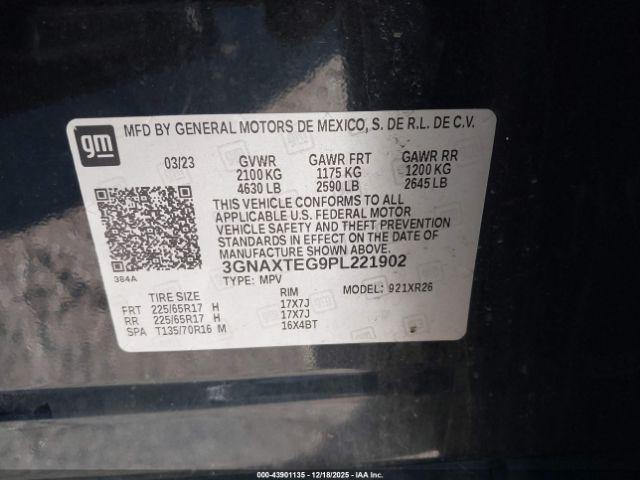 gm
MFD BY GENERAL MOTORS DE MEXICO, S. DE R.L. DE C.V.
03/23 GVWR GAWR FRT GAWR RR
2100 KG 1175 KG 1200 KG
4630 LB 2590 LB 2645 LB
THIS VEHICLE CONFORMS TO ALL
APPLICABLE U.S. FEDERAL MOTOR
VEHICLE SAFETY AND THEFT PREVENTION
STANDARDS IN EFFECT ON THE DATE OF
MANUFACTURE SHOWN ABOVE.
3GNAXTEG9PL221902
384A
TYPE: MPV MODEL: 921XR26
TIRE SIZE RIM
FRT 225/65R17 H 17X7J
RR 225/65R17 H 17X7J
SPA T135/70R16 M 16X4BT
© 000-43901135 - 12/18/2025 - IAA Inc.